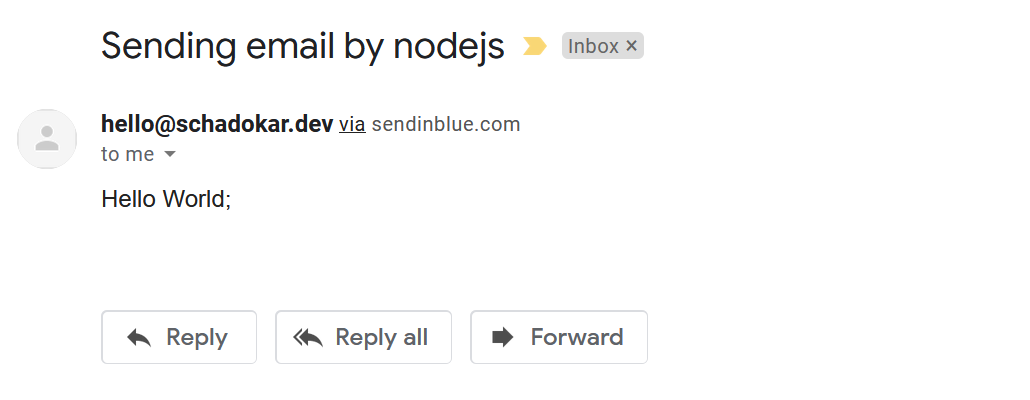 Sending email by nodejs Inbox ×
hello@schadokar.dev via sendinblue.com
to me
Hello World;
Reply Reply all Forward